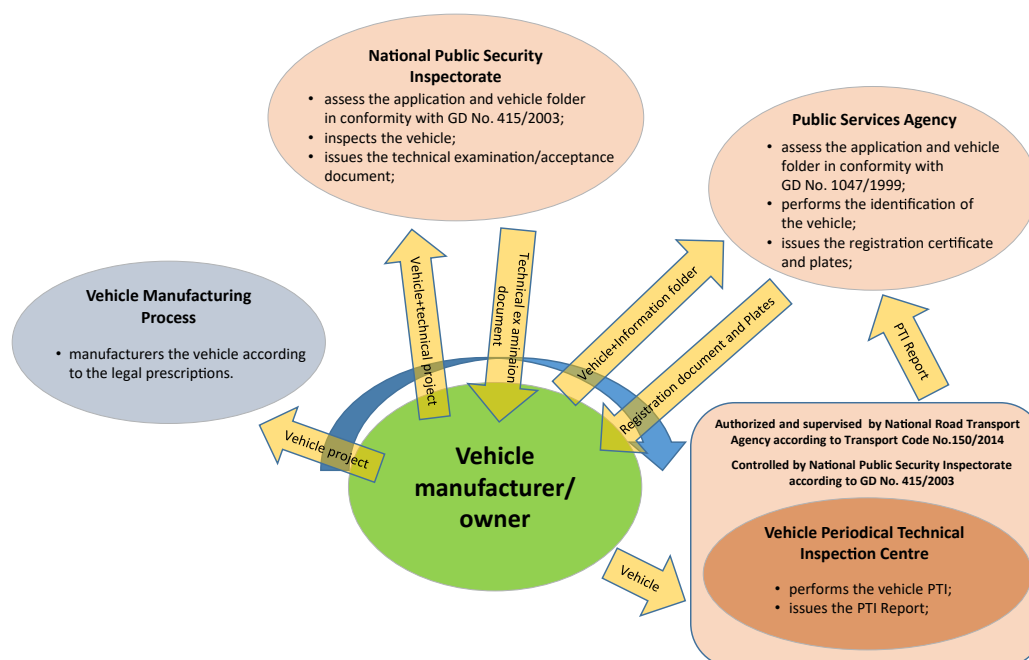 National Public Security
Inspectorate
• assess the application and vehicle folder
in conformity with GD No. 415/2003;
• inspects the vehicle;
• issues the technical examination/acceptance
document;
Public Services Agency
• assess the application and vehicle
folder in conformity with
GD No. 1047/1999;
• performs the identification of
the vehicle;
• issues the registration certificate
and plates;
Vehicle Manufacturing
Process
• manufacturers the vehicle according
to the legal prescriptions.
Vehicle project
Vehicle+technical project
Technical ex aminaion
document
Vehicle+Information folder
Registration document and Plates
PTI Report
Vehicle
manufacturer/
owner
Vehicle
Authorized and supervised by National Road Transport
Agency according to Transport Code No.150/2014
Controlled by National Public Security Inspectorate
according to GD No. 415/2003
Vehicle Periodical Technical
Inspection Centre
• performs the vehicle PTI;
• issues the PTI Report;